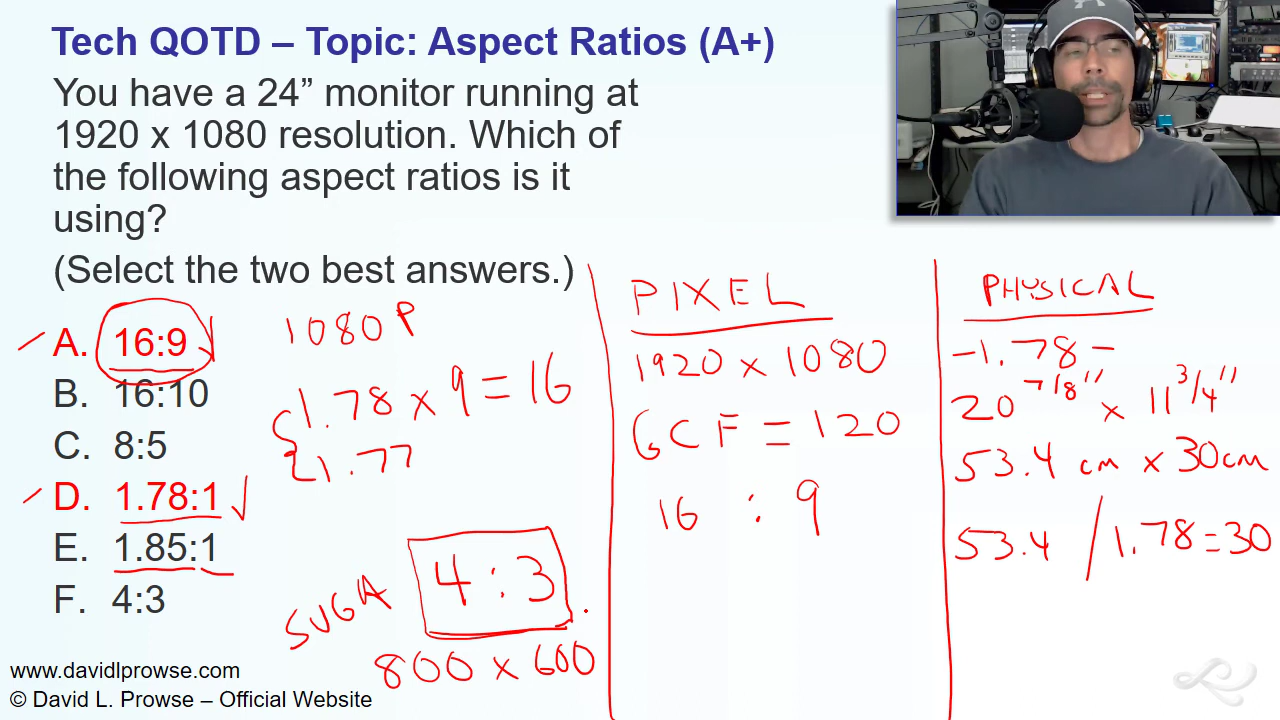 Tech QOTD – Topic: Aspect Ratios (A+)
You have a 24” monitor running at
1920 x 1080 resolution. Which of
the following aspect ratios is it
using?
(Select the two best answers.)
A. 16:9
B. 16:10
C. 8:5
D. 1.78:1
E. 1.85:1
F. 4:3
1080P
1.78 x 9 = 16
1.77
SVGA
4:3
800 x 600
PIXEL
1920 x 1080
GCF = 120
16 : 9
PHYSICAL
-1.78-
20 7/8" x 11 3/4"
53.4 cm x 30cm
53.4 / 1.78 = 30
www.davidlprowse.com
© David L. Prowse – Official Website